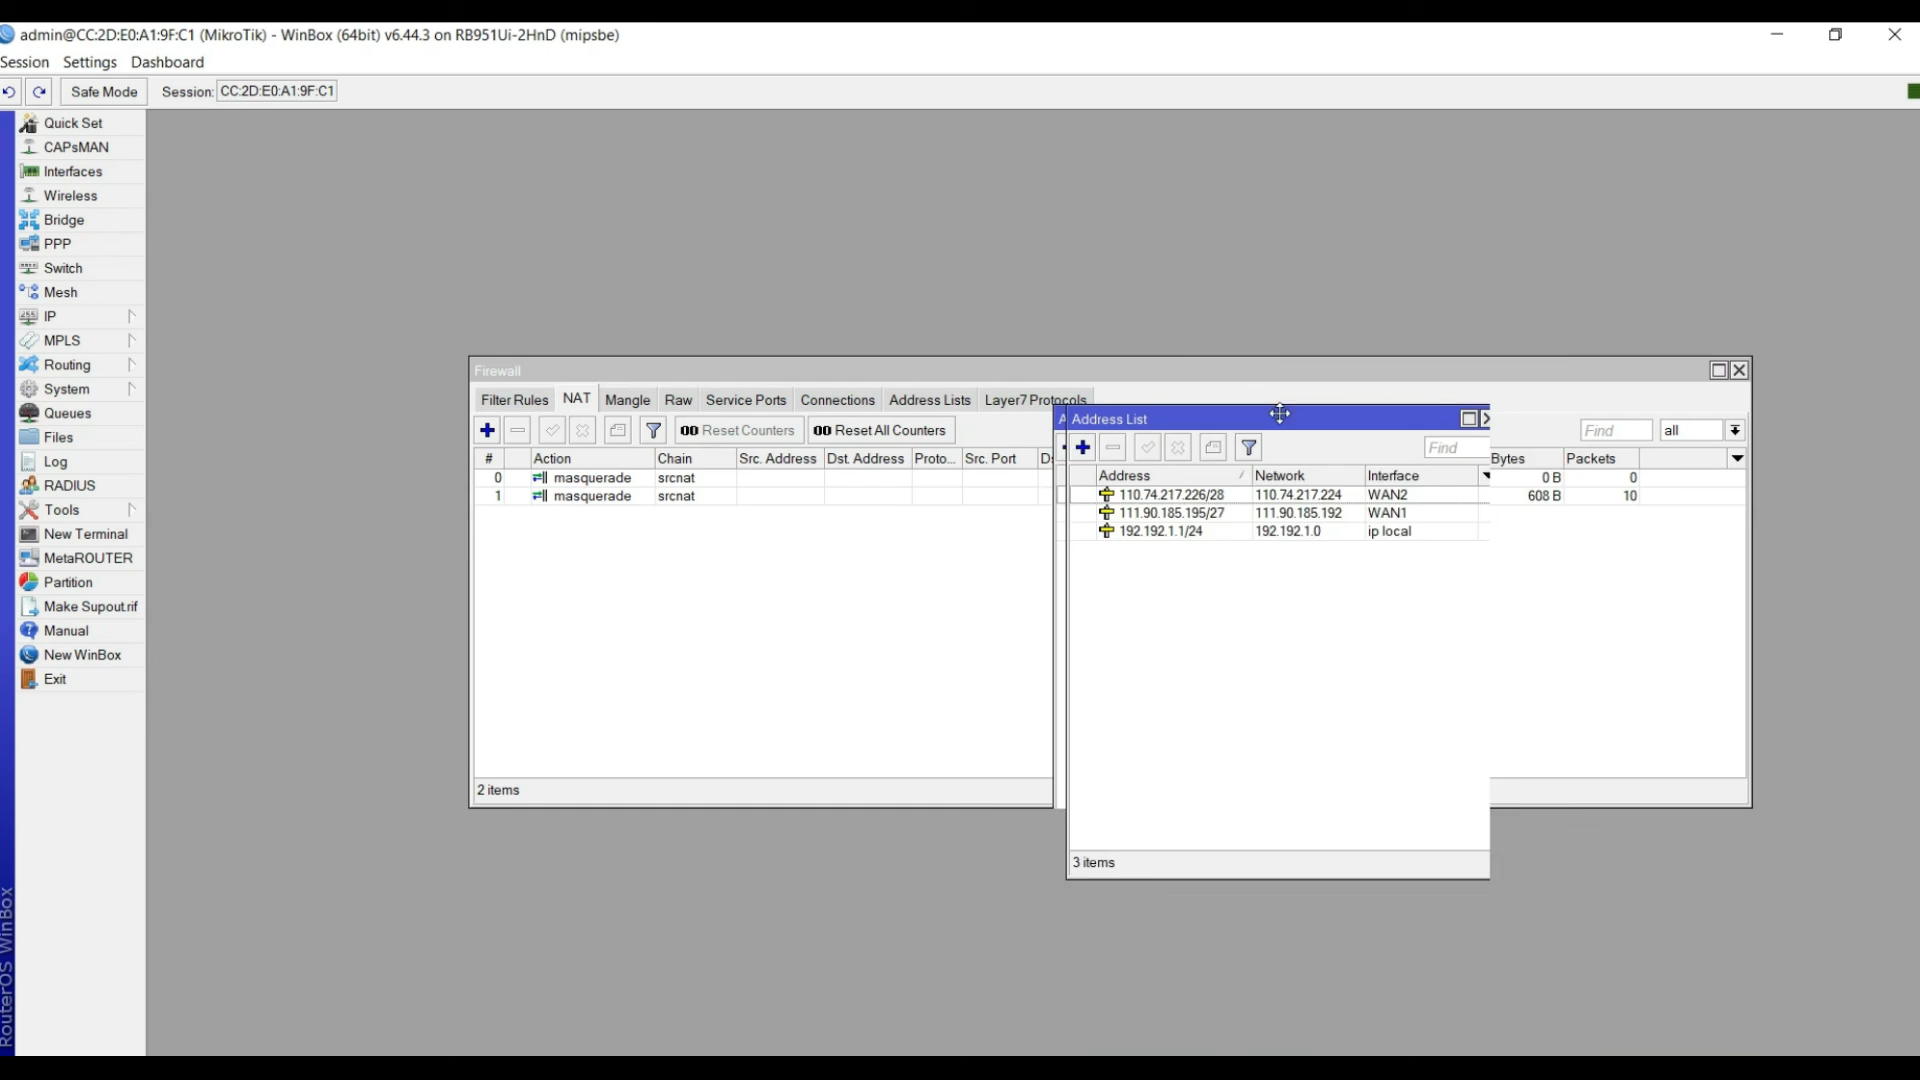 admin@CC:2D:E0:A1:9F:C1 (MikroTik) - WinBox (64bit) v6.44.3 on RB951Ui-2HnD (mipsbe)
Session Settings Dashboard
Safe Mode Session: CC:2D:E0:A1:9F:C1
Quick Set
CAPsMAN
Interfaces
Wireless
Bridge
PPP
Switch
Mesh
IP
MPLS
Routing
System
Queues
Files
Log
RADIUS
Tools
New Terminal
MetaROUTER
Partition
Make Supout.rif
Manual
New WinBox
Exit
RouterOS WinBox
Firewall
Filter Rules NAT Mangle Raw Service Ports Connections Address Lists Layer7 Protocols
00 Reset Counters 00 Reset All Counters Find all
# Action Chain Src. Address Dst. Address Proto... Src. Port Bytes Packets
0 masquerade srcnat 0 B 0
1 masquerade srcnat 608 B 10
2 items
Address List
Find
Address Network Interface
110.74.217.226/28 110.74.217.224 WAN2
111.90.185.195/27 111.90.185.192 WAN1
192.192.1.1/24 192.192.1.0 ip local
3 items